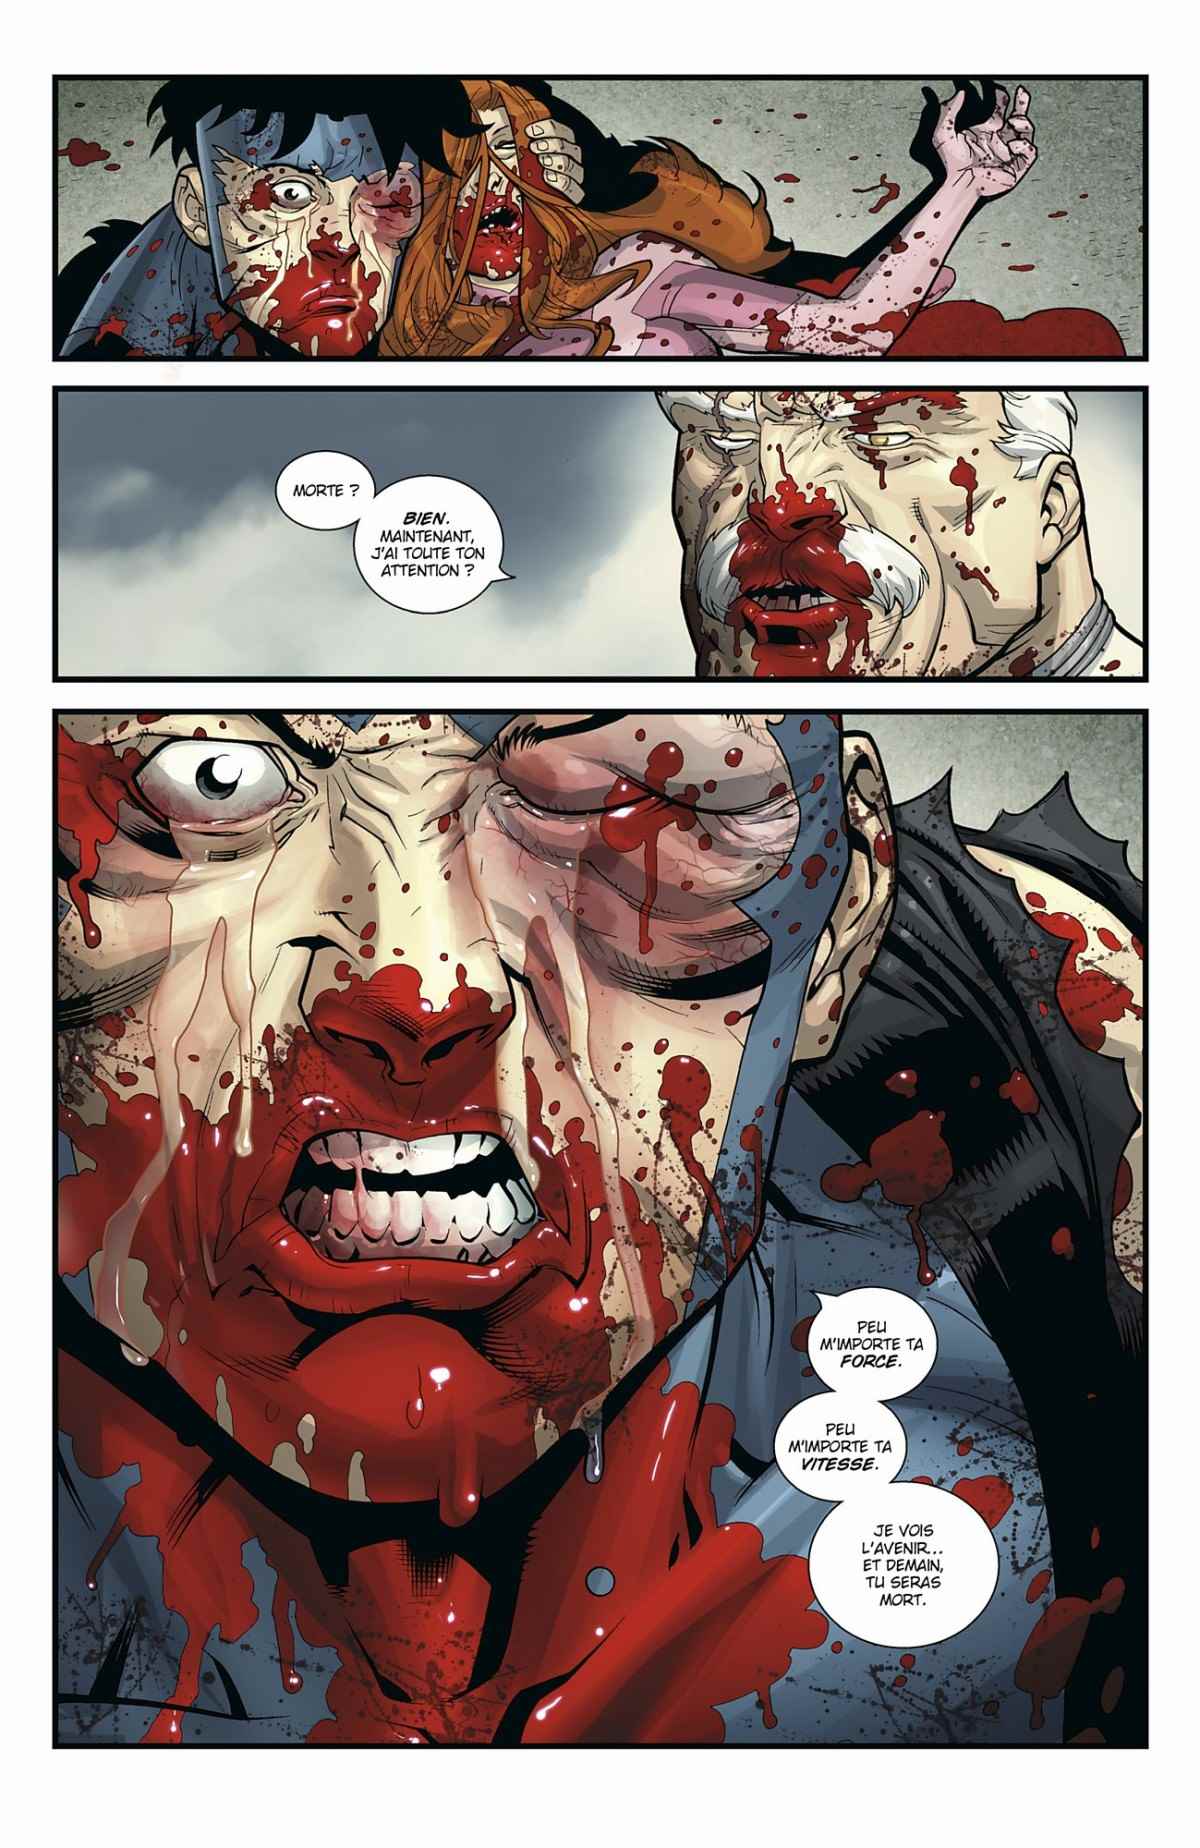 MORTE ?
BIEN.
MAINTENANT,
J'AI TOUTE TON
ATTENTION ?
PEU
M'IMPORTE TA
FORCE.
PEU
M'IMPORTE TA
VITESSE.
JE VOIS
L'AVENIR...
ET DEMAIN,
TU SERAS
MORT.